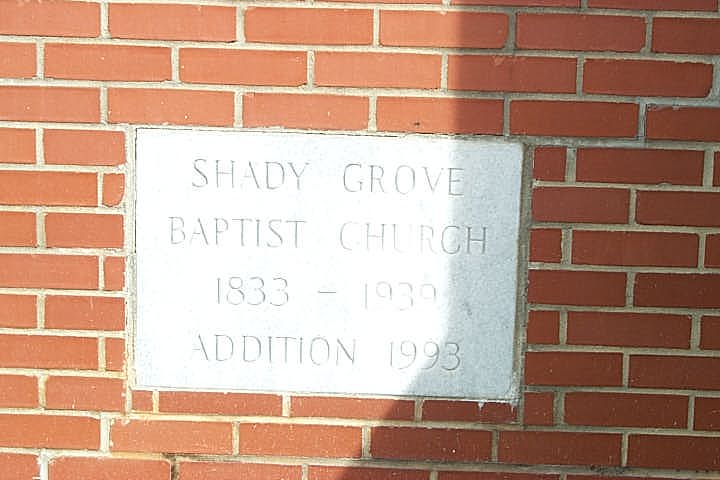 SHADY GROVE
BAPTIST CHURCH
1833 - 1939
ADDITION 1993